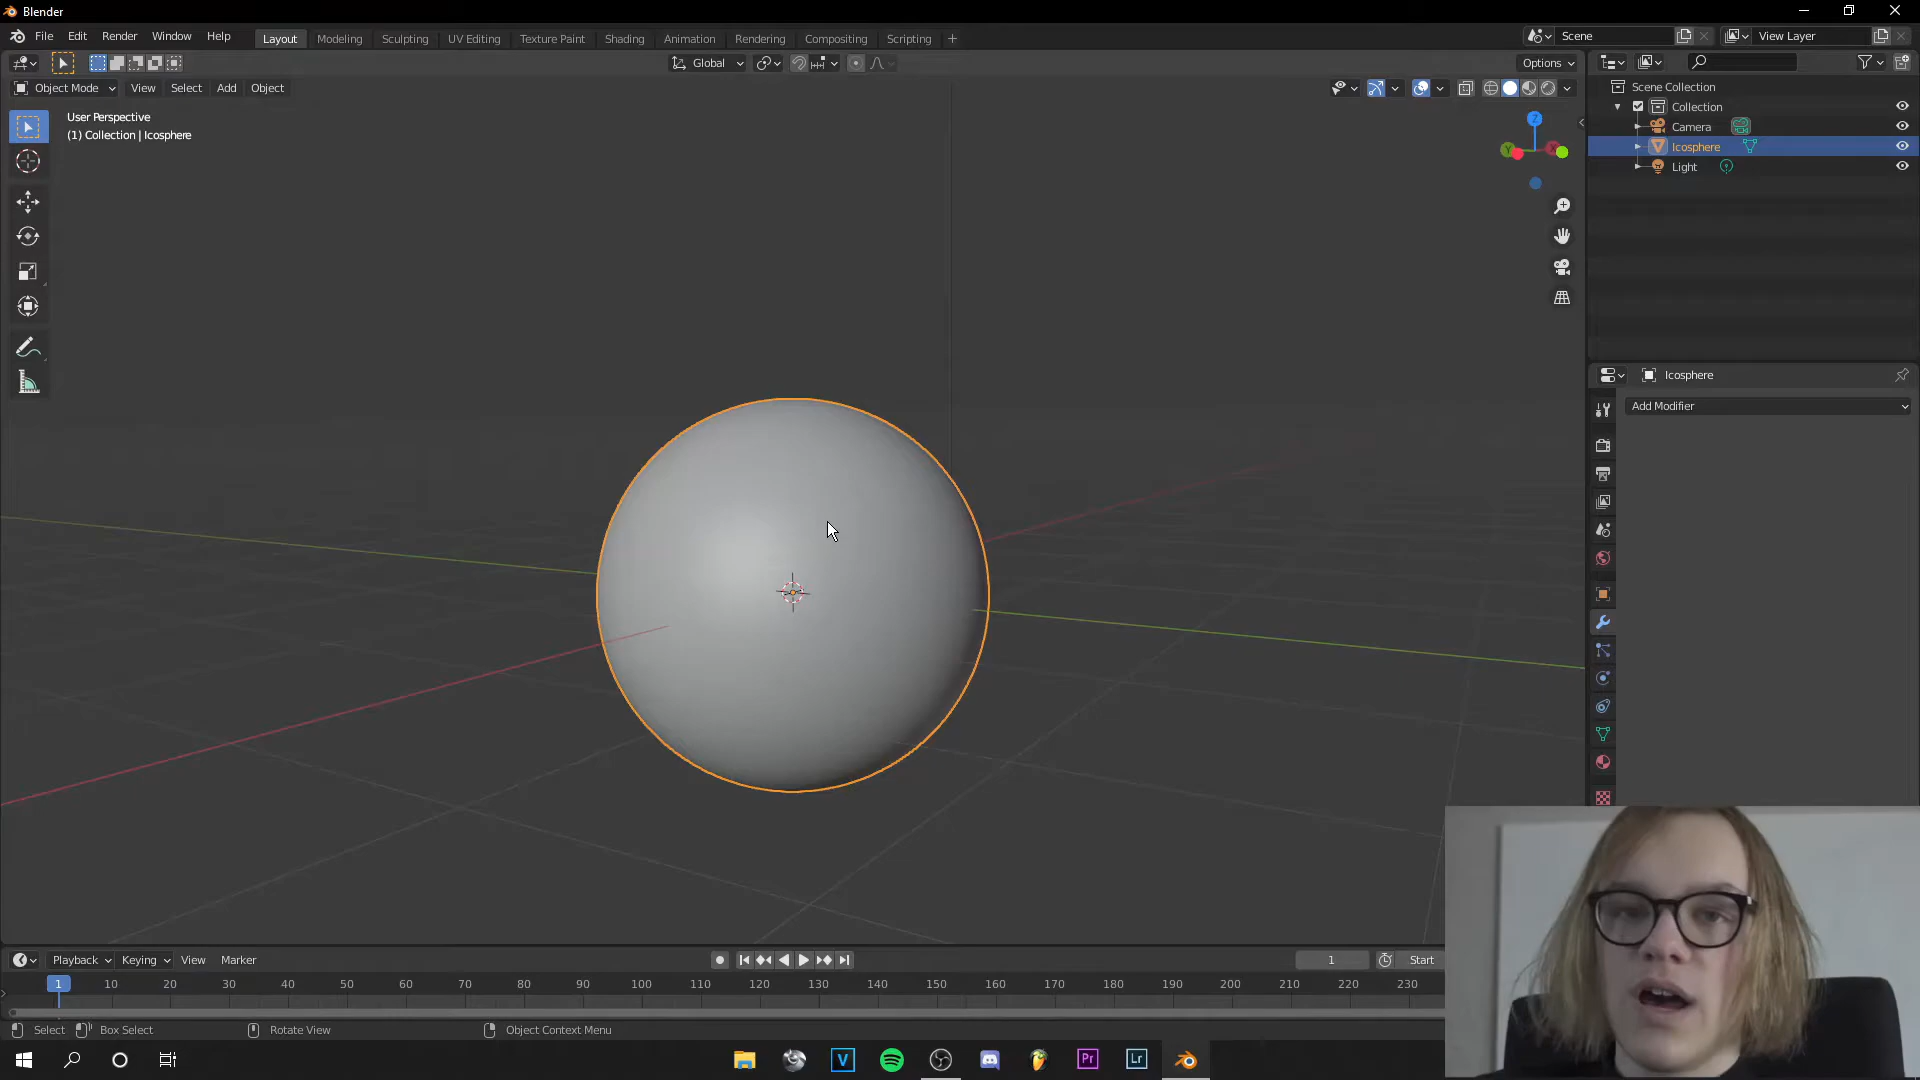 Blender
File Edit Render Window Help
Layout Modeling Sculpting UV Editing Texture Paint Shading Animation Rendering Compositing Scripting +
Scene
View Layer
Global
Options
Object Mode View Select Add Object
User Perspective
(1) Collection | Icosphere
Z
Y
X
Scene Collection
Collection
Camera
Icosphere
Light
Icosphere
Add Modifier
Playback Keying View Marker
1
Start
1 10 20 30 40 50 60 70 80 90 100 110 120 130 140 150 160 170 180 190 200 210 220 230
Select Box Select Rotate View Object Context Menu
V
Pr
Lr